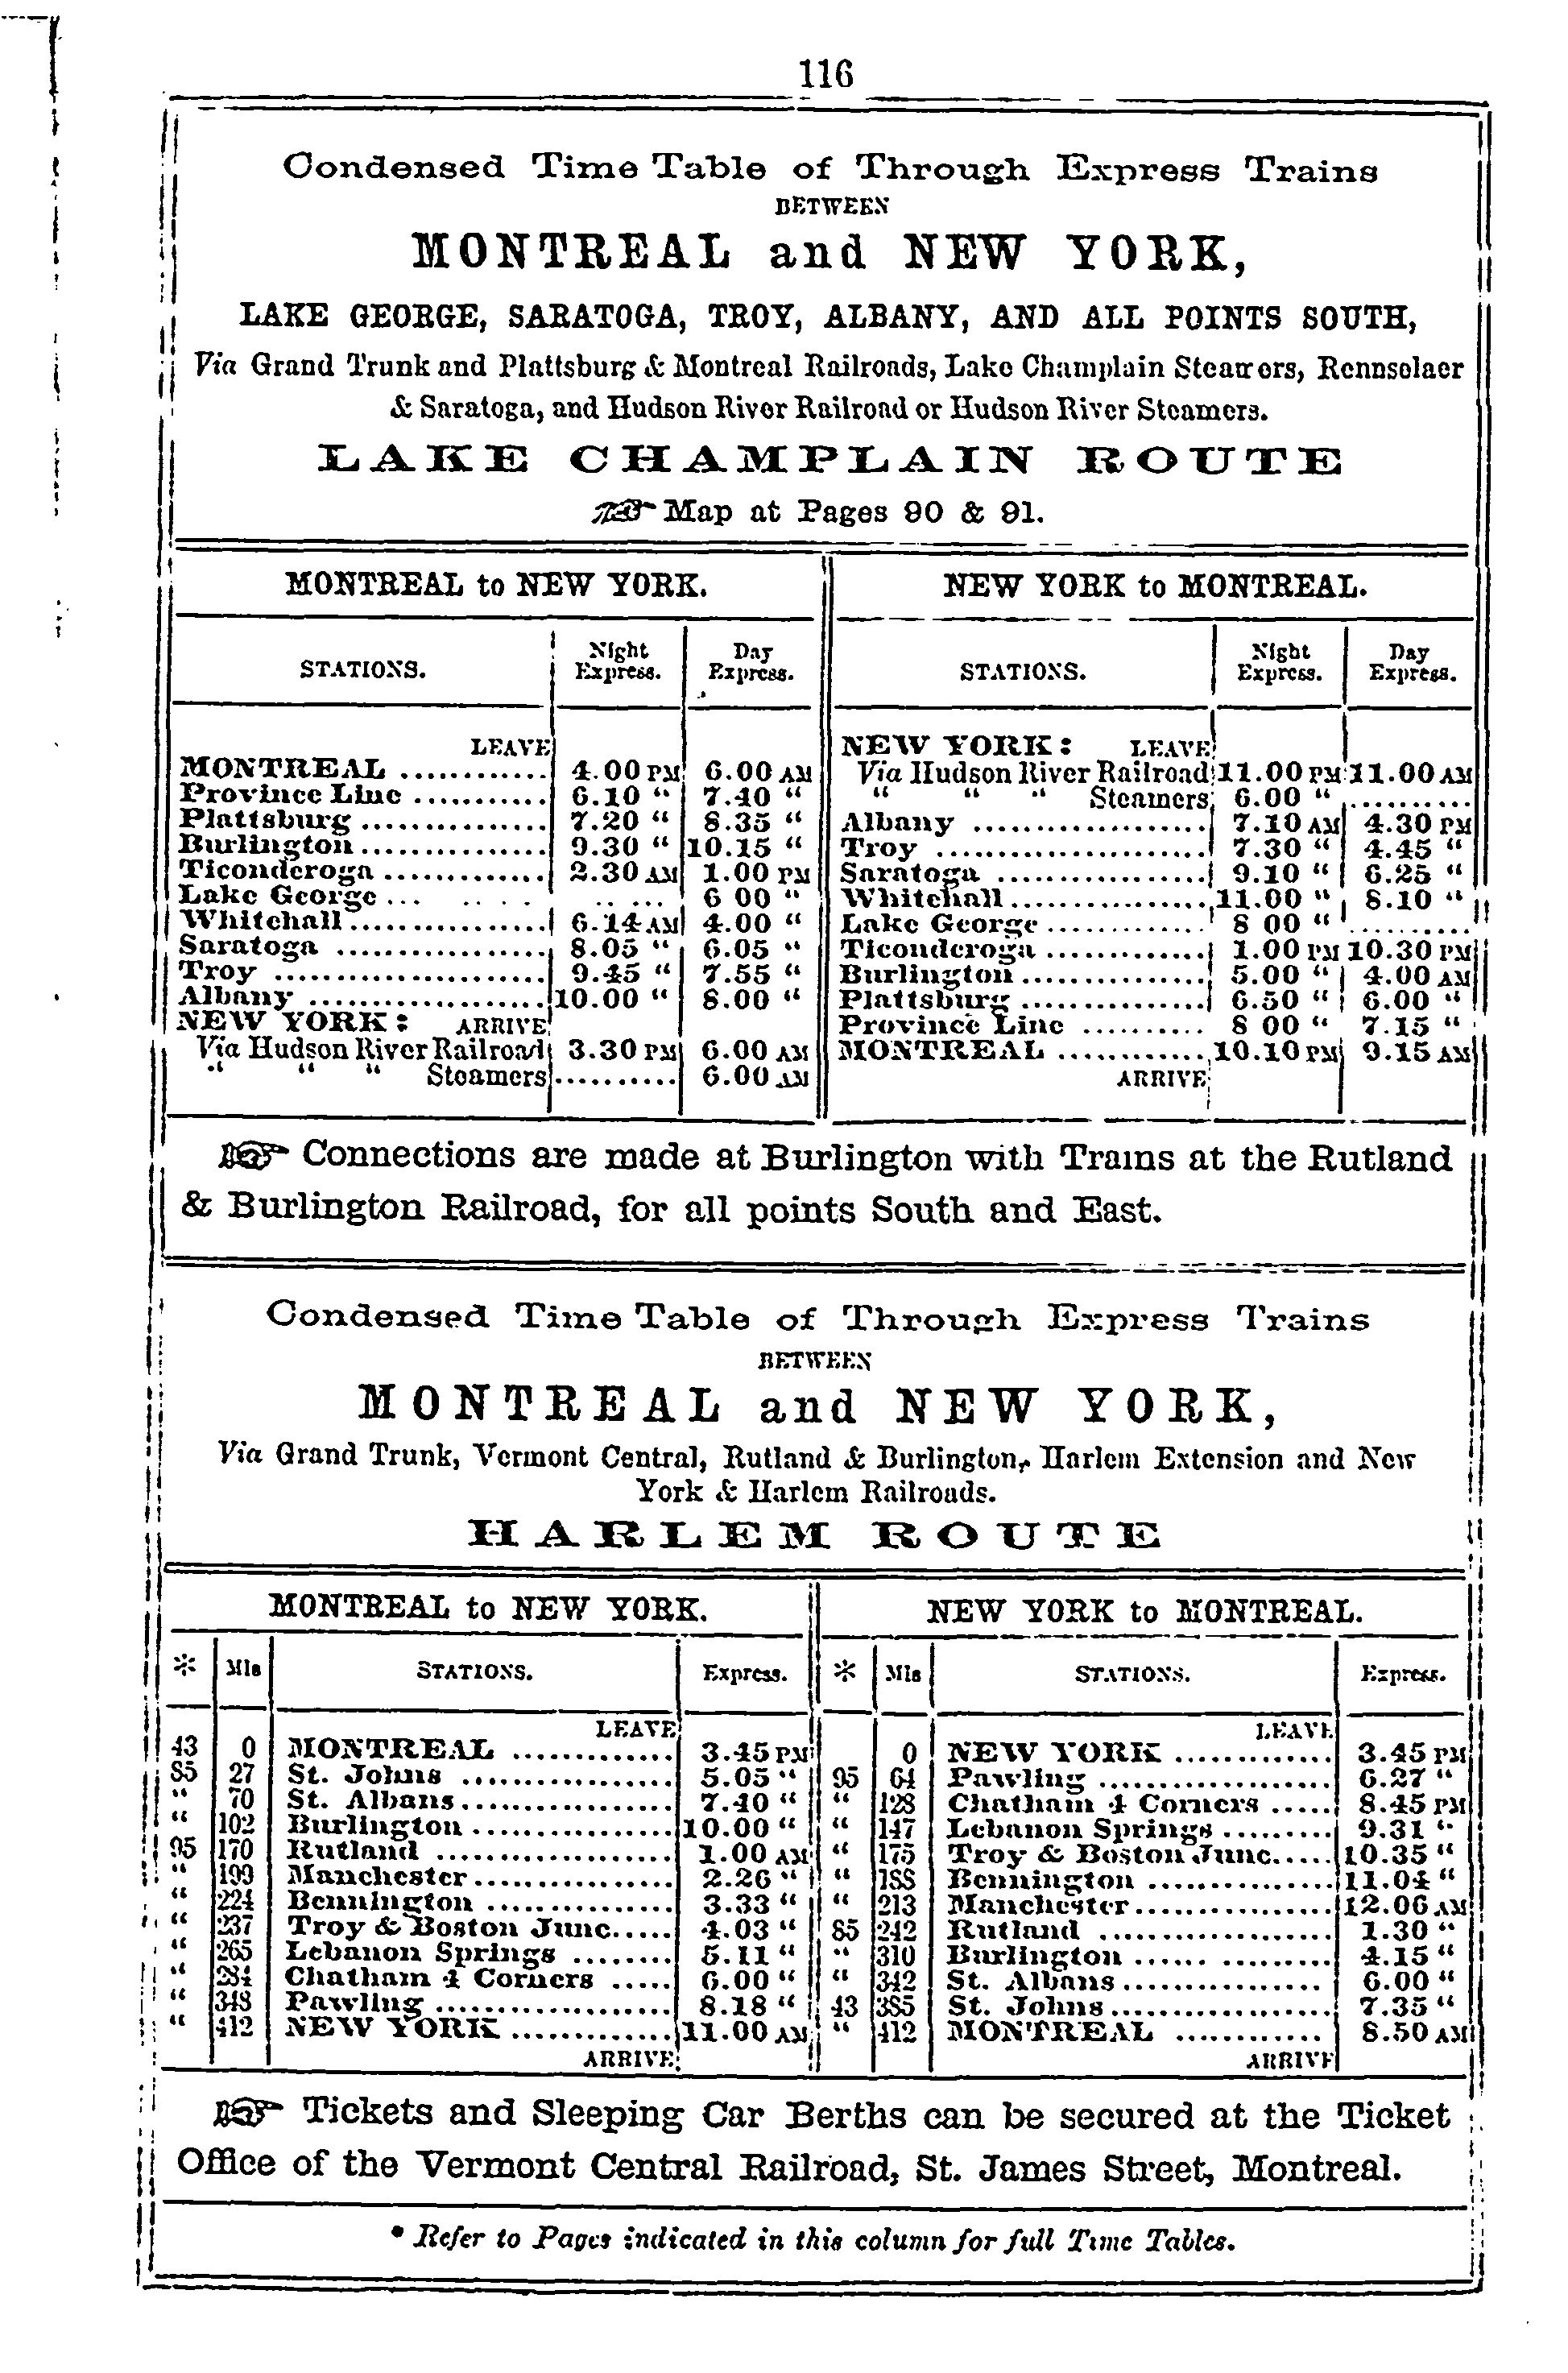 116
Condensed Time Table of Through Express Trains
BETWEEN
MONTREAL and NEW YORK,
LAKE GEORGE, SARATOGA, TROY, ALBANY, AND ALL POINTS SOUTH,
Via Grand Trunk and Plattsburg & Montreal Railroads, Lake Champlain Steamers, Rennsolaer
& Saratoga, and Hudson River Railroad or Hudson River Steamers.
LAKE CHAMPLAIN ROUTE
Map at Pages 90 & 91.
MONTREAL to NEW YORK.
STATIONS. Night Express. Day Express.
LEAVE
MONTREAL ............ 4.00 PM 6.00 AM
Province Line ........... 6.10 “ 7.40 “
Plattsburg ............... 7.20 “ 8.35 “
Burlington ............... 9.30 “ 10.15 “
Ticonderoga ............. 2.30 AM 1.00 PM
Lake George ... .. . . . .. ... 6 00 “
Whitehall ................ 6.14 AM 4.00 “
Saratoga ................. 8.05 “ 6.05 “
Troy ...................... 9.45 “ 7.55 “
Albany ................... 10.00 “ 8.00 “
NEW YORK: ARRIVE
Via Hudson River Railroad 3.30 PM 6.00 AM
“ “ “ Steamers .......... 6.00 AM
NEW YORK to MONTREAL.
STATIONS. Night Express. Day Express.
NEW YORK: LEAVE
Via Hudson River Railroad 11.00 PM 11.00 AM
“ “ “ Steamers 6.00 “ ..........
Albany ................... 7.10 AM 4.30 PM
Troy ...................... 7.30 “ 4.45 “
Saratoga ................. 9.10 “ 6.25 “
Whitehall ................ 11.00 “ 8.10 “
Lake George ............. 8 00 “ ..........
Ticonderoga ............. 1.00 PM 10.30 PM
Burlington ............... 5.00 “ 4.00 AM
Plattsburg ............... 6.50 “ 6.00 “
Province Line .......... 8 00 “ 7.15 “
MONTREAL ............ 10.10 PM 9.15 AM
ARRIVE
Connections are made at Burlington with Trains at the Rutland
& Burlington Railroad, for all points South and East.
Condensed Time Table of Through Express Trains
BETWEEN
MONTREAL and NEW YORK,
Via Grand Trunk, Vermont Central, Rutland & Burlington, Harlem Extension and New
York & Harlem Railroads.
HARLEM ROUTE
MONTREAL to NEW YORK.
* Mls STATIONS. Express.
LEAVE
43 0 MONTREAL ............. 3.45 PM
85 27 St. Johns ................. 5.05 “
“ 70 St. Albans ................. 7.40 “
“ 102 Burlington ................ 10.00 “
95 170 Rutland ................... 1.00 AM
“ 199 Manchester ................ 2.26 “
“ 224 Bennington ............... 3.33 “
“ 237 Troy & Boston Junc..... 4.03 “
“ 265 Lebanon Springs ........ 5.11 “
“ 284 Chatham 4 Corners ..... 6.00 “
“ 348 Pawling ................... 8.18 “
“ 412 NEW YORK ............. 11.00 AM
ARRIVE
NEW YORK to MONTREAL.
* Mls STATIONS. Express.
LEAVE
0 NEW YORK ............. 3.45 PM
95 64 Pawling .................... 6.27 “
“ 128 Chatham 4 Corners ..... 8.45 PM
“ 147 Lebanon Springs ......... 9.31 “
“ 175 Troy & Boston Junc..... 10.35 “
“ 188 Bennington ............... 11.04 “
“ 213 Manchester ................ 12.06 AM
85 242 Rutland .................... 1.30 “
“ 310 Burlington ...... ......... 4.15 “
“ 342 St. Albans ................. 6.00 “
43 385 St. Johns ................... 7.35 “
“ 412 MONTREAL ............ 8.50 AM
ARRIVE
Tickets and Sleeping Car Berths can be secured at the Ticket
Office of the Vermont Central Railroad, St. James Street, Montreal.
* Refer to Pages indicated in this column for full Time Tables.